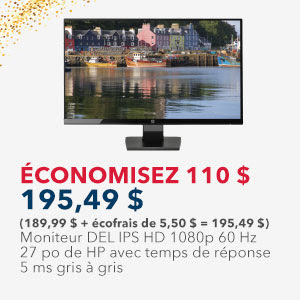 ÉCONOMISEZ 110 $
195,49 $
(189,99 $ + écofrais de 5,50 $ = 195,49 $)
Moniteur DEL IPS HD 1080p 60 Hz
27 po de HP avec temps de réponse
5 ms gris à gris